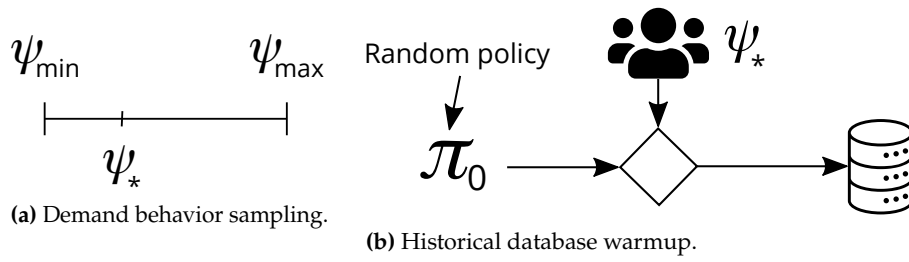 ψmin ψmax
ψ*
(a) Demand behavior sampling.
Random policy
ψ*
π0
(b) Historical database warmup.